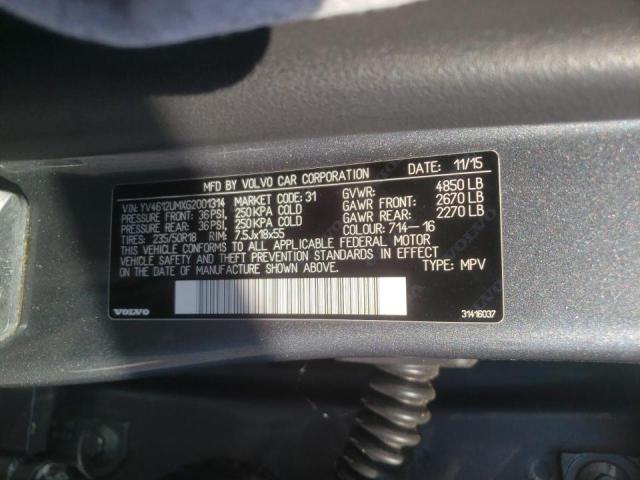 MFD BY VOLVO CAR CORPORATION DATE: 11/15
VIN: YV4612UMXG2001314 MARKET CODE: 31 GVWR: 4850 LB
PRESSURE FRONT: 36 PSI, 250 KPA COLD GAWR FRONT: 2670 LB
PRESSURE REAR: 36 PSI, 250 KPA COLD GAWR REAR: 2270 LB
TIRES: 235/50R18 RIM: 7.5Jx18x55 COLOUR: 714-16
THIS VEHICLE CONFORMS TO ALL APPLICABLE FEDERAL MOTOR
VEHICLE SAFETY AND THEFT PREVENTION STANDARDS IN EFFECT
ON THE DATE OF MANUFACTURE SHOWN ABOVE. TYPE: MPV
VOLVO 31416037